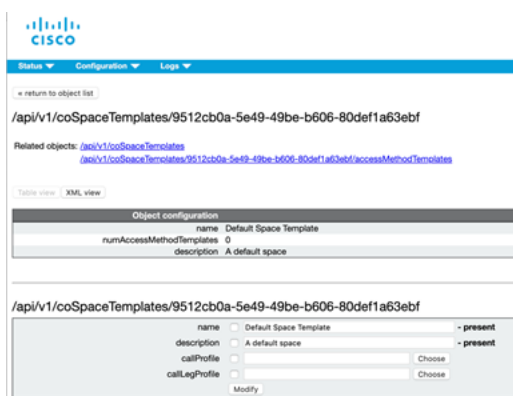 CISCO
Status Configuration Logs
« return to object list
/api/v1/coSpaceTemplates/9512cb0a-5e49-49be-b606-80def1a63ebf
Related objects: /api/v1/coSpaceTemplates
/api/v1/coSpaceTemplates/9512cb0a-5e49-49be-b606-80def1a63ebf/accessMethodTemplates
Table view XML view
Object configuration
name Default Space Template
numAccessMethodTemplates 0
description A default space
/api/v1/coSpaceTemplates/9512cb0a-5e49-49be-b606-80def1a63ebf
name Default Space Template - present
description A default space - present
callProfile Choose
callLegProfile Choose
Modify